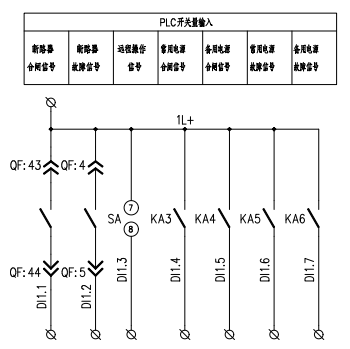 PLC开关量输入
断路器 断路器 远程操作 常用电源 备用电源 常用电源 备用电源
合闸信号 故障信号 信号 合闸信号 合闸信号 故障信号 故障信号
1L+
QF:43 QF:4
7
SA KA3 KA4 KA5 KA6
8
QF:44 QF:5
DI1.1 DI1.2 DI1.3 DI1.4 DI1.5 DI1.6 DI1.7